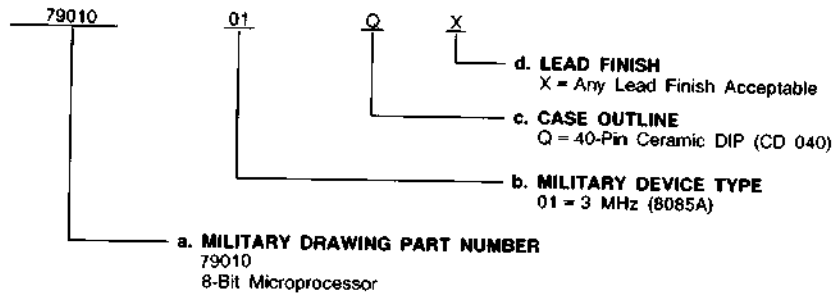 79010 01 Q X
d. LEAD FINISH
X = Any Lead Finish Acceptable
c. CASE OUTLINE
Q = 40-Pin Ceramic DIP (CD 040)
b. MILITARY DEVICE TYPE
01 = 3 MHz (8085A)
a. MILITARY DRAWING PART NUMBER
79010
8-Bit Microprocessor